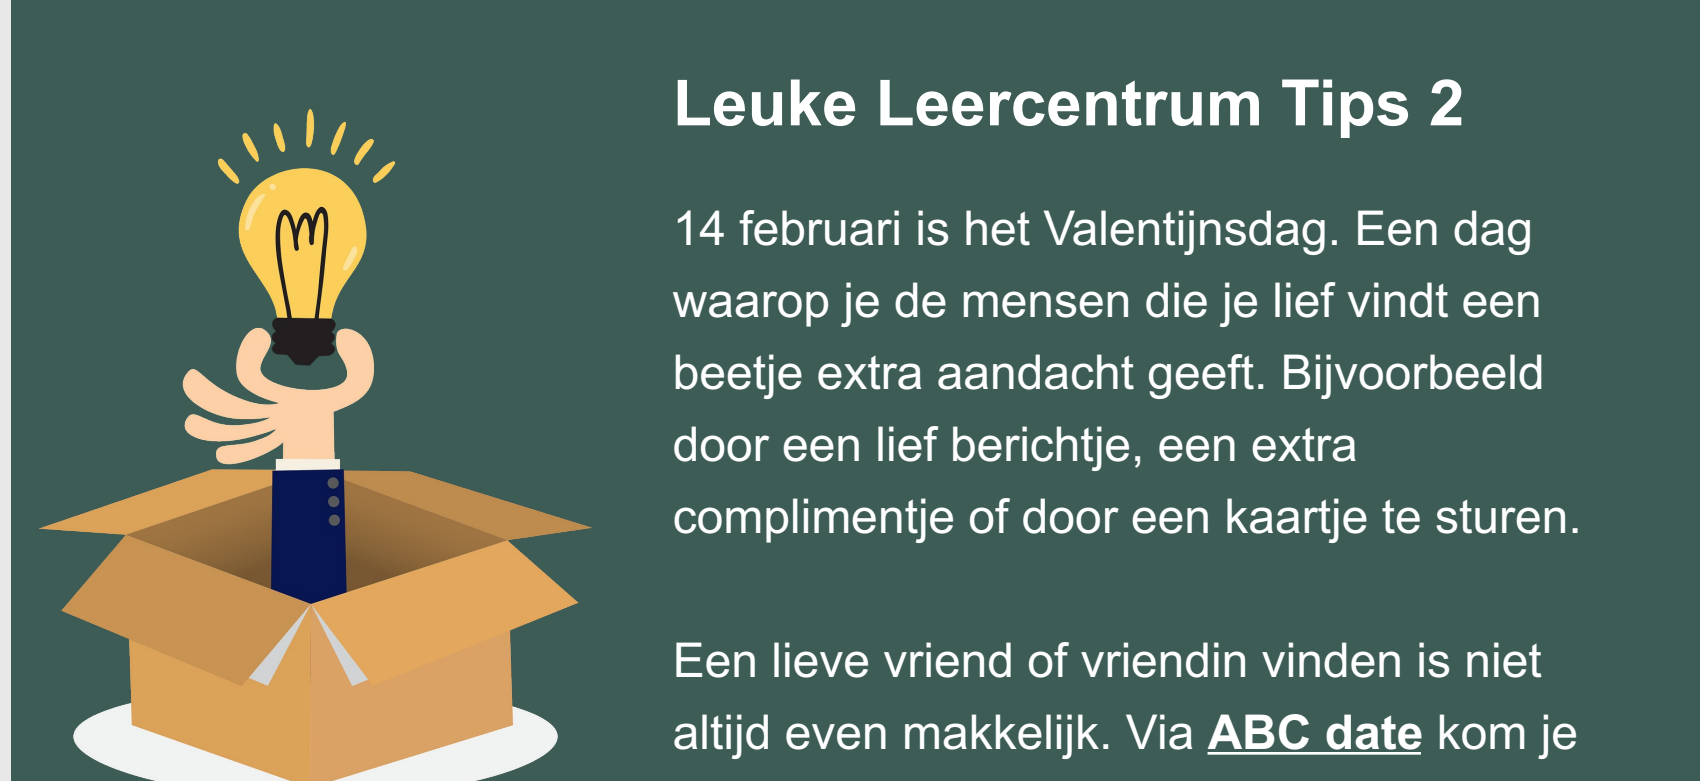 Leuke Leercentrum Tips 2
14 februari is het Valentijnsdag. Een dag
waarop je de mensen die je lief vindt een
beetje extra aandacht geeft. Bijvoorbeeld
door een lief berichtje, een extra
complimentje of door een kaartje te sturen.
Een lieve vriend of vriendin vinden is niet
altijd even makkelijk. Via ABC date kom je